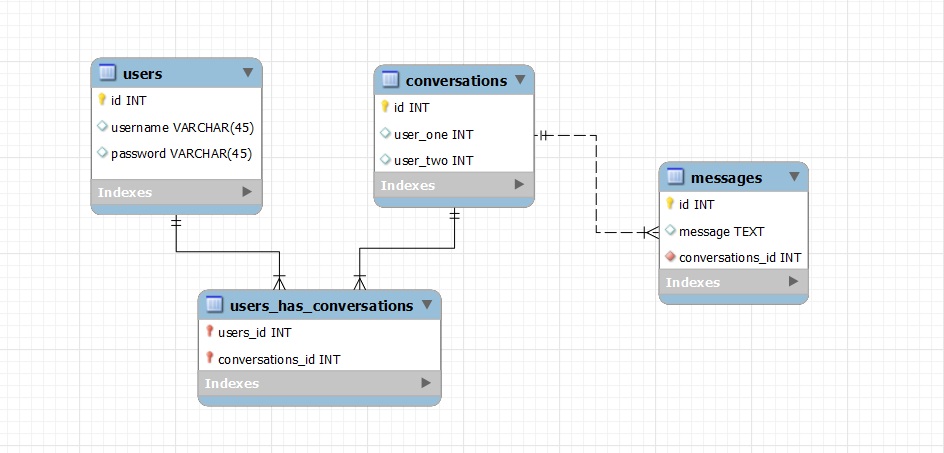 users
id INT
username VARCHAR(45)
password VARCHAR(45)
Indexes
conversations
id INT
user_one INT
user_two INT
Indexes
messages
id INT
message TEXT
conversations_id INT
Indexes
users_has_conversations
users_id INT
conversations_id INT
Indexes